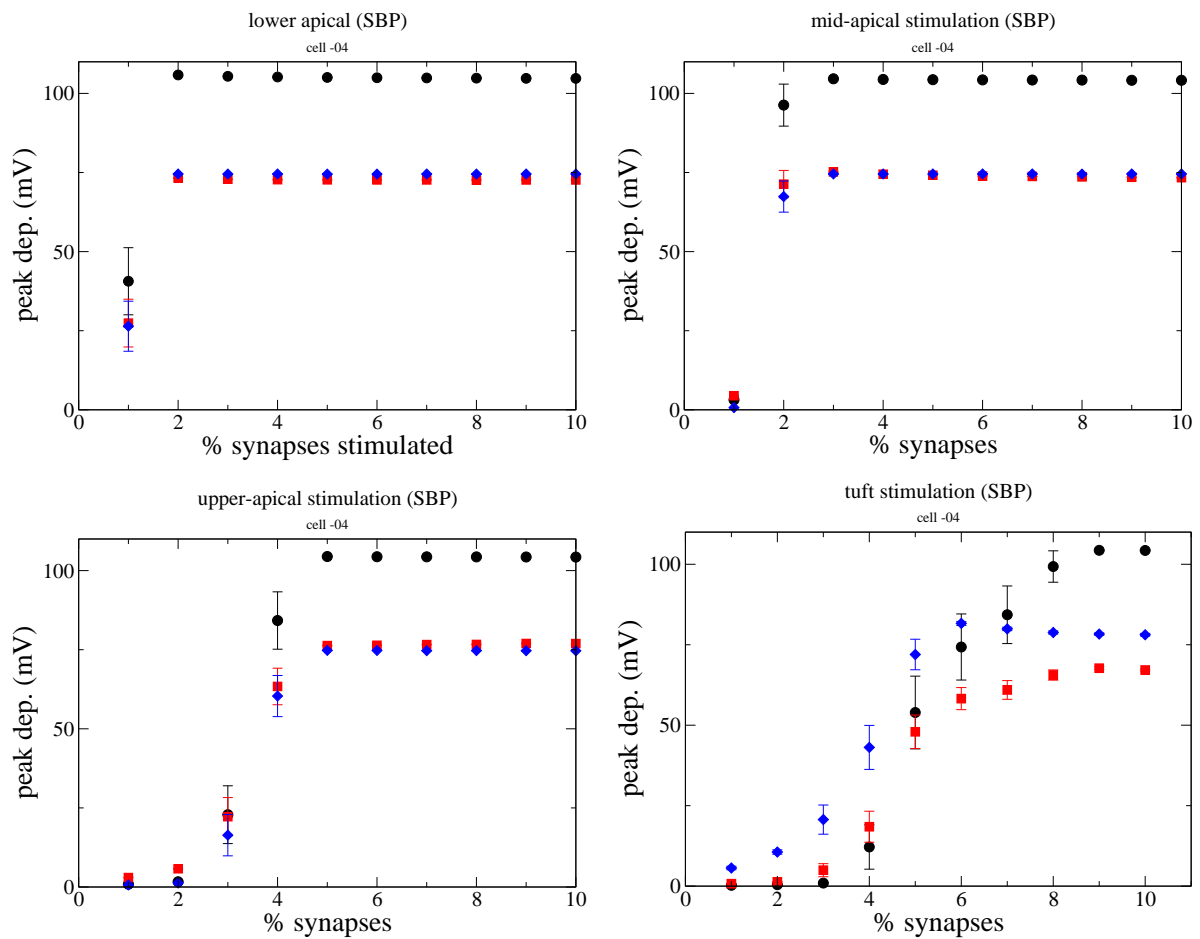 lower apical (SBP)
cell -04
100
50
0
peak dep. (mV)
0 2 4 6 8 10
% synapses stimulated
mid-apical stimulation (SBP)
cell -04
100
50
0
peak dep. (mV)
0 2 4 6 8 10
% synapses
upper-apical stimulation (SBP)
cell -04
100
50
0
peak dep. (mV)
0 2 4 6 8 10
% synapses
tuft stimulation (SBP)
cell -04
100
50
0
peak dep. (mV)
0 2 4 6 8 10
% synapses